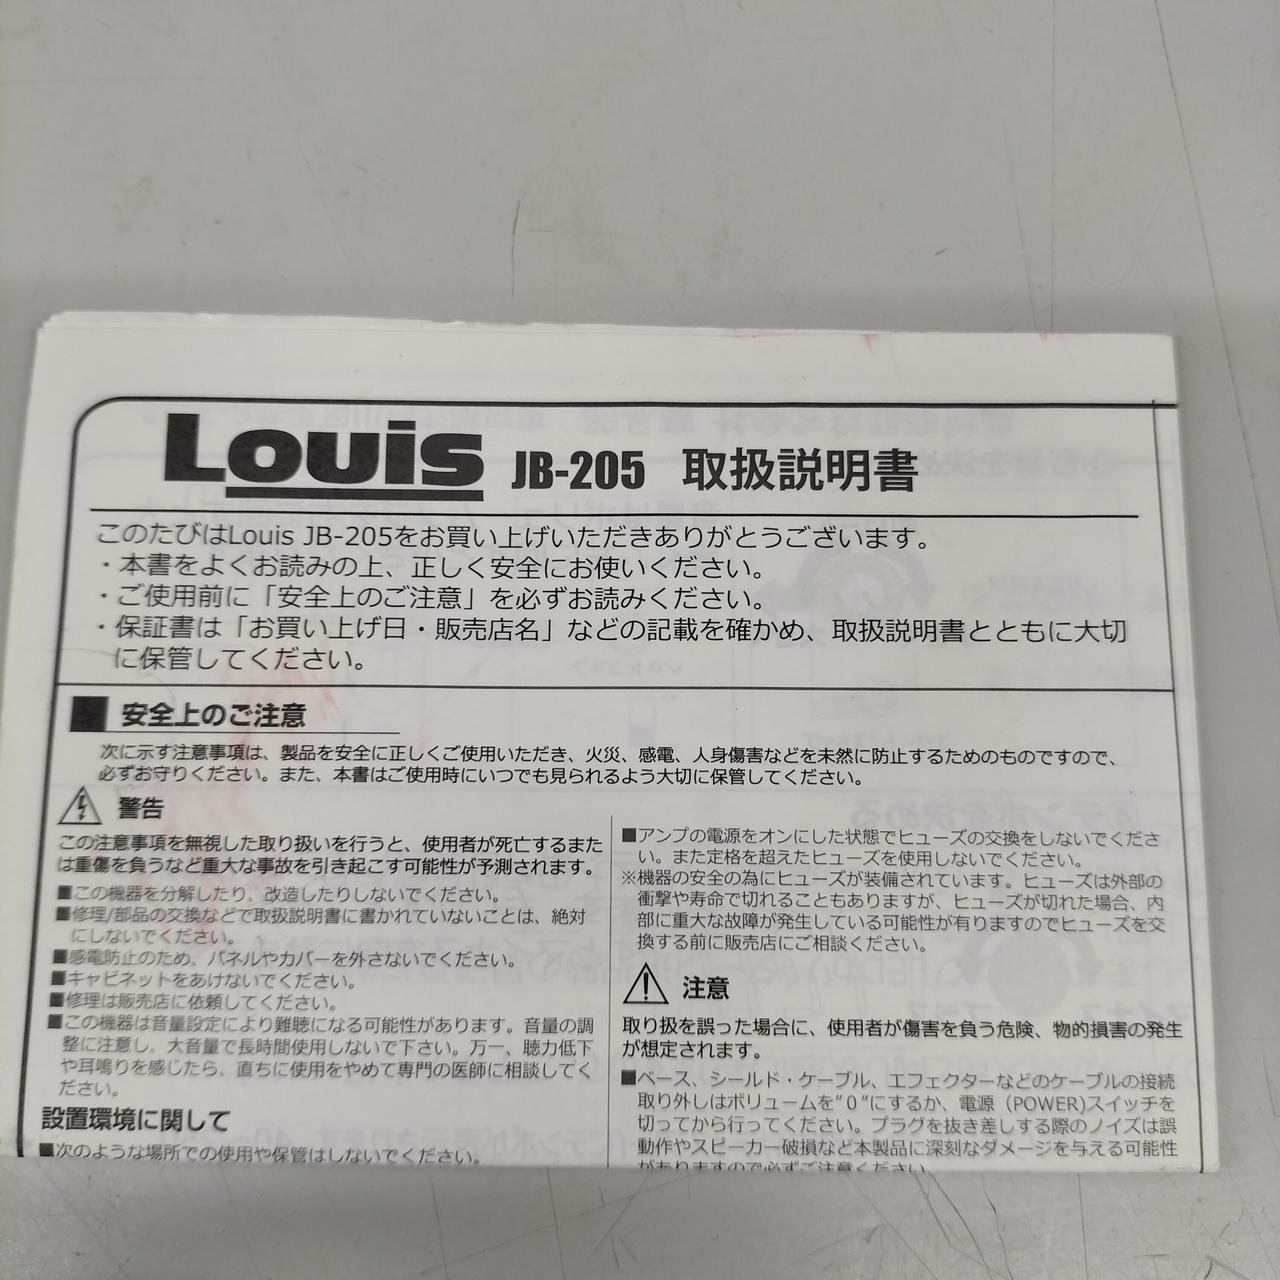 Louis JB-205 取扱説明書
このたびはLouis JB-205をお買い上げいただきありがとうございます。
・本書をよくお読みの上、正しく安全にお使いください。
・ご使用前に「安全上のご注意」を必ずお読みください。
・保証書は「お買い上げ日・販売店名」などの記載を確かめ、取扱説明書とともに大切
に保管してください。
■ 安全上のご注意
次に示す注意事項は、製品を安全に正しくご使用いただき、火災、感電、人身傷害などを未然に防止するためのものですので、
必ずお守りください。また、本書はご使用時にいつでも見られるよう大切に保管してください。
警告
この注意事項を無視した取り扱いを行うと、使用者が死亡するまた
は重傷を負うなど重大な事故を引き起こす可能性が予測されます。
■この機器を分解したり、改造したりしないでください。
■修理/部品の交換などで取扱説明書に書かれていないことは、絶対
にしないでください。
■感電防止のため、パネルやカバーを外さないでください。
■キャビネットをあけないでください。
■修理は販売店に依頼してください。
■この機器は音量設定により難聴になる可能性があります。音量の調
整に注意し、大音量で長時間使用しないで下さい。万一、聴力低下
や耳鳴りを感じたら、直ちに使用をやめて専門の医師に相談してく
ださい。
設置環境に関して
■次のような場所での使用や保管はしないでください。
■アンプの電源をオンにした状態でヒューズの交換をしないでくださ
い。また定格を超えたヒューズを使用しないでください。
※機器の安全の為にヒューズが装備されています。ヒューズは外部の
衝撃や寿命で切れることもありますが、ヒューズが切れた場合、内
部に重大な故障が発生している可能性が有りますのでヒューズを交
換する前に販売店にご相談ください。
注意
取り扱を誤った場合に、使用者が傷害を負う危険、物的損害の発生
が想定されます。
■ベース、シールド・ケーブル、エフェクターなどのケーブルの接続
取り外しはボリュームを"0"にするか、電源（POWER)スイッチを
切ってから行ってください。プラグを抜き差しする際のノイズは誤
動作やスピーカー破損など本製品に深刻なダメージを与える可能性
がありますので必ずご注意ください